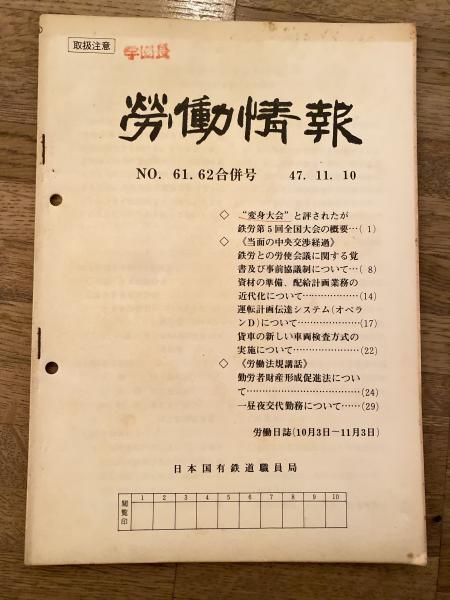 取扱注意
学園長
労働情報
NO. 61.62合併号 47. 11. 10
◇ “変身大会”と評されたが
鉄労第5回全国大会の概要…( 1)
◇ 《当面の中央交渉経過》
鉄労との労使会議に関する覚
書及び事前協議制について…( 8)
資材の準備、配給計画業務の
近代化について………………(14)
運転計画伝達システム(オペラ
ンD)について………………(17)
貨車の新しい車両検査方式の
実施について…………………(22)
◇ 《労働法規講話》
勤労者財産形成促進法につい
て………………………………(24)
一昼夜交代勤務について……(29)
労働日誌(10月3日－11月3日)
日本国有鉄道職員局
閲覧印 1 2 3 4 5 6 7 8 9 10